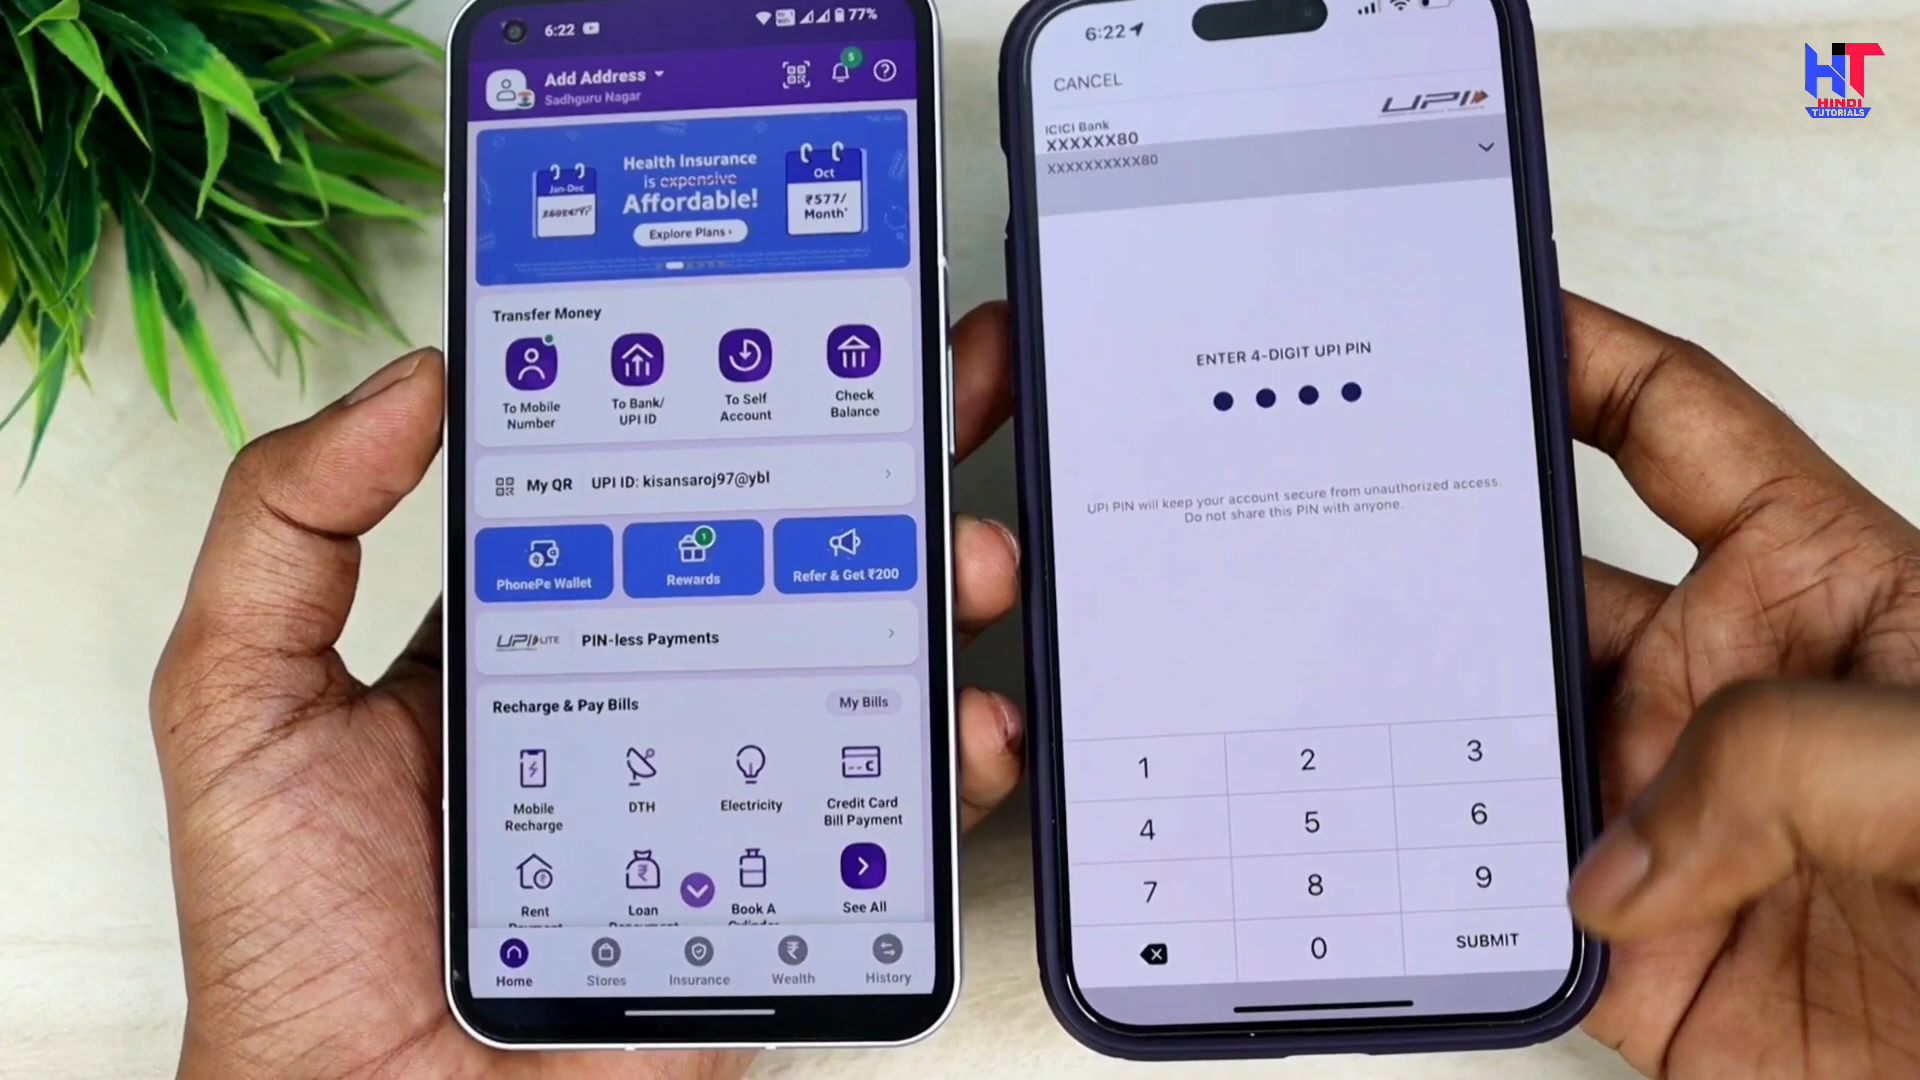 6:22
77%
Add Address
Sadhguru Nagar
5
Health Insurance
is expensive
Affordable!
Explore Plans ›
Jan-Dec
Oct
₹577/
Month*
Transfer Money
To Mobile
Number
To Bank/
UPI ID
To Self
Account
Check
Balance
My QR
UPI ID: kisansaroj97@ybl
PhonePe Wallet
1
Rewards
Refer & Get ₹200
UPI LITE
PIN-less Payments
Recharge & Pay Bills
My Bills
Mobile
Recharge
DTH
Electricity
Credit Card
Bill Payment
Rent
Loan
Book A
See All
Home
Stores
Insurance
Wealth
History
6:22
CANCEL
UPI
ICICI Bank
XXXXXX80
XXXXXXXXXX80
ENTER 4-DIGIT UPI PIN
UPI PIN will keep your account secure from unauthorized access.
Do not share this PIN with anyone.
1
2
3
4
5
6
7
8
9
0
SUBMIT
HT
HINDI
TUTORIALS